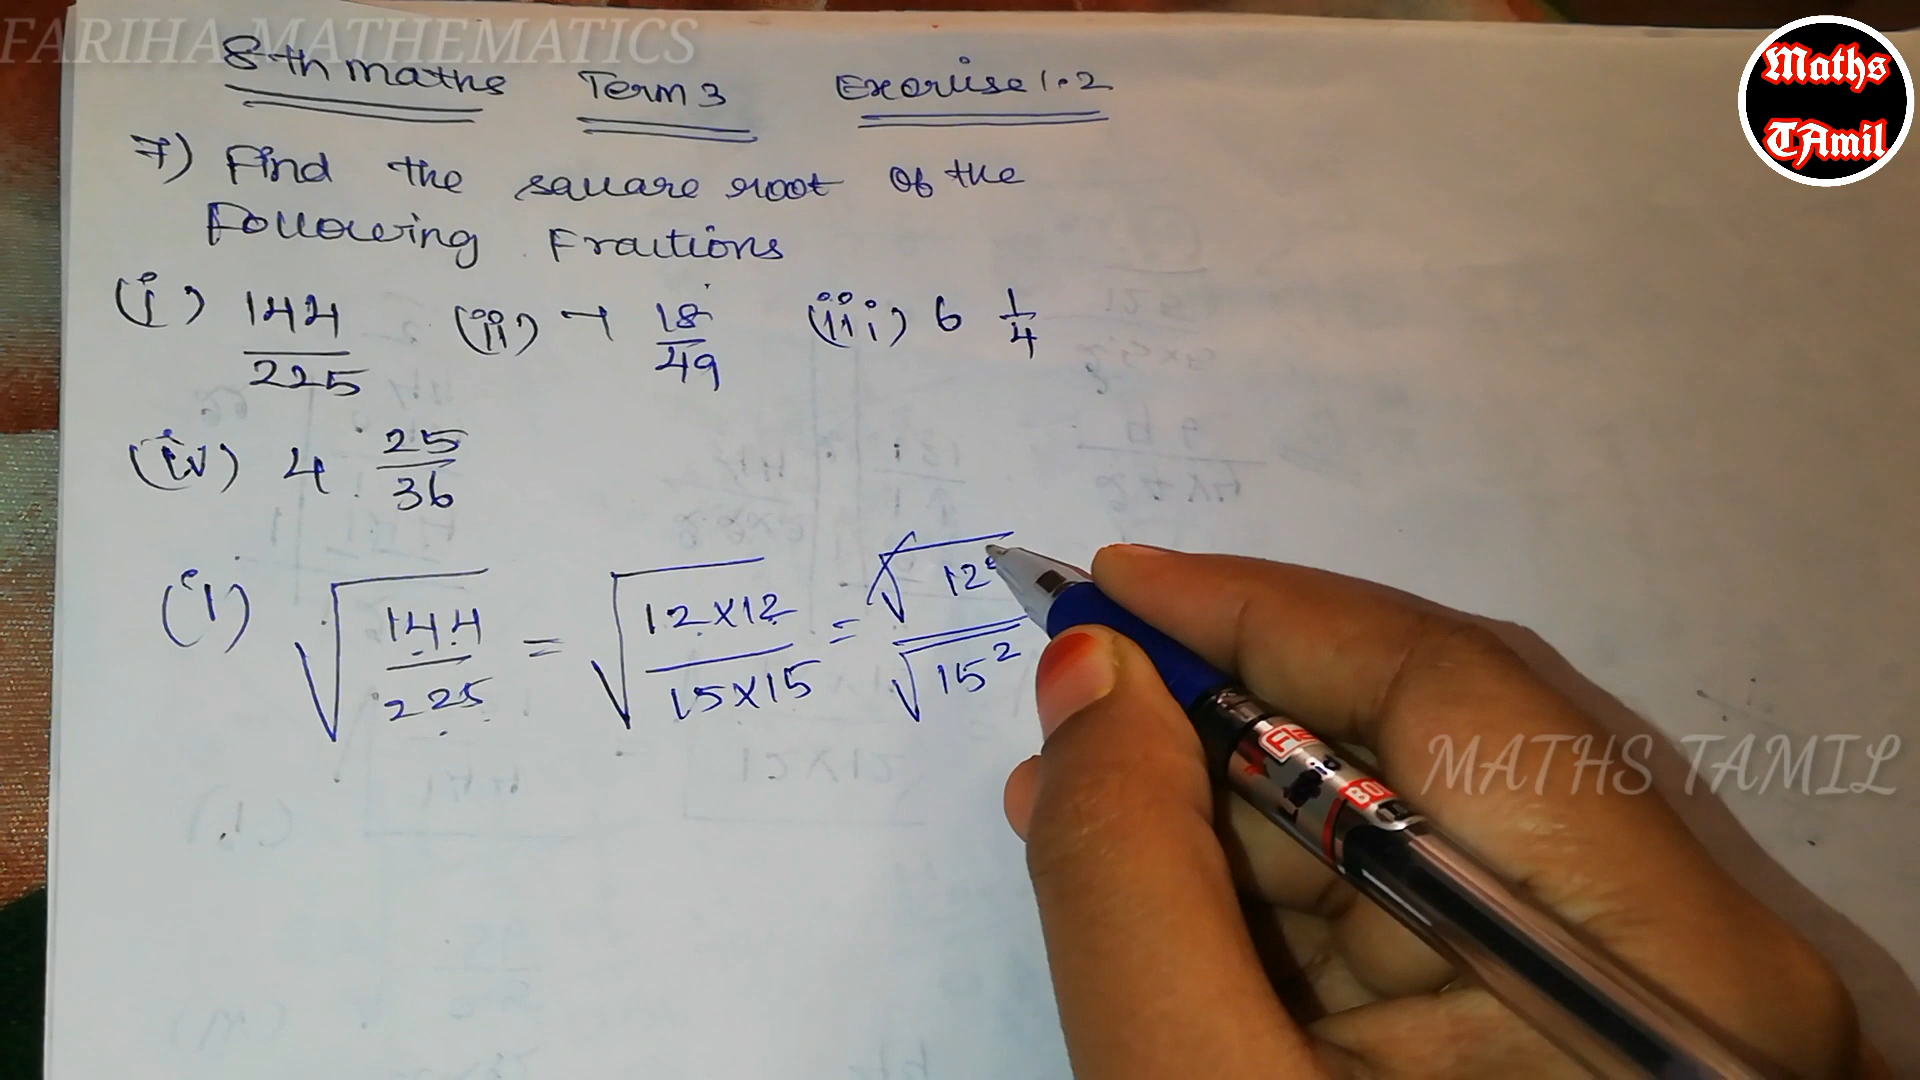 FARIHA MATHEMATICS
Maths
TAmil
8th maths Term 3 Exercise 1.2
7) Find the square root of the
Following Fractions
(i) 144/225 (ii) 7 18/49 (iii) 6 1/4
(iv) 4 25/36
(i) √(144/225) = √((12×12)/(15×15)) = √12²/√15²
MATHS TAMIL